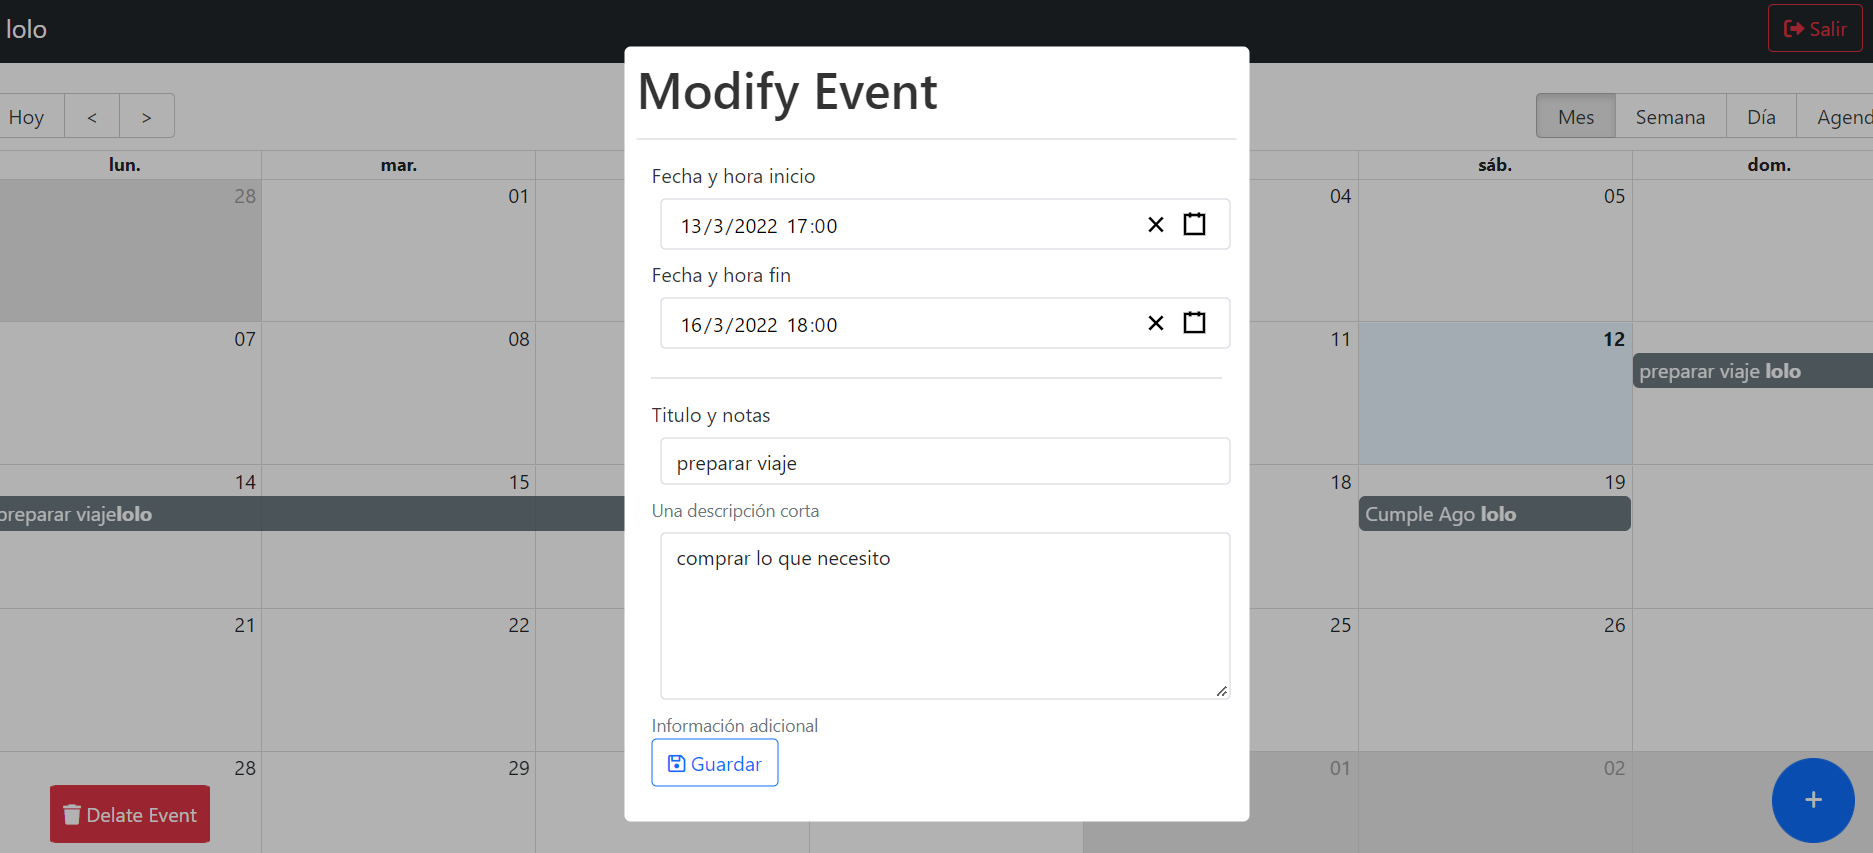 lolo
Salir
Modify Event
Hoy < >
Mes Semana Día Agend
lun. mar. sáb. dom.
Fecha y hora inicio
28 01 04 05
13/3/2022 17:00
Fecha y hora fin
16/3/2022 18:00
07 08 11 12
preparar viaje lolo
Titulo y notas
preparar viaje
14 15 18 19
preparar viajelolo
Cumple Ago lolo
Una descripción corta
comprar lo que necesito
21 22 25 26
Información adicional
Guardar
28 29 01 02
Delate Event
+